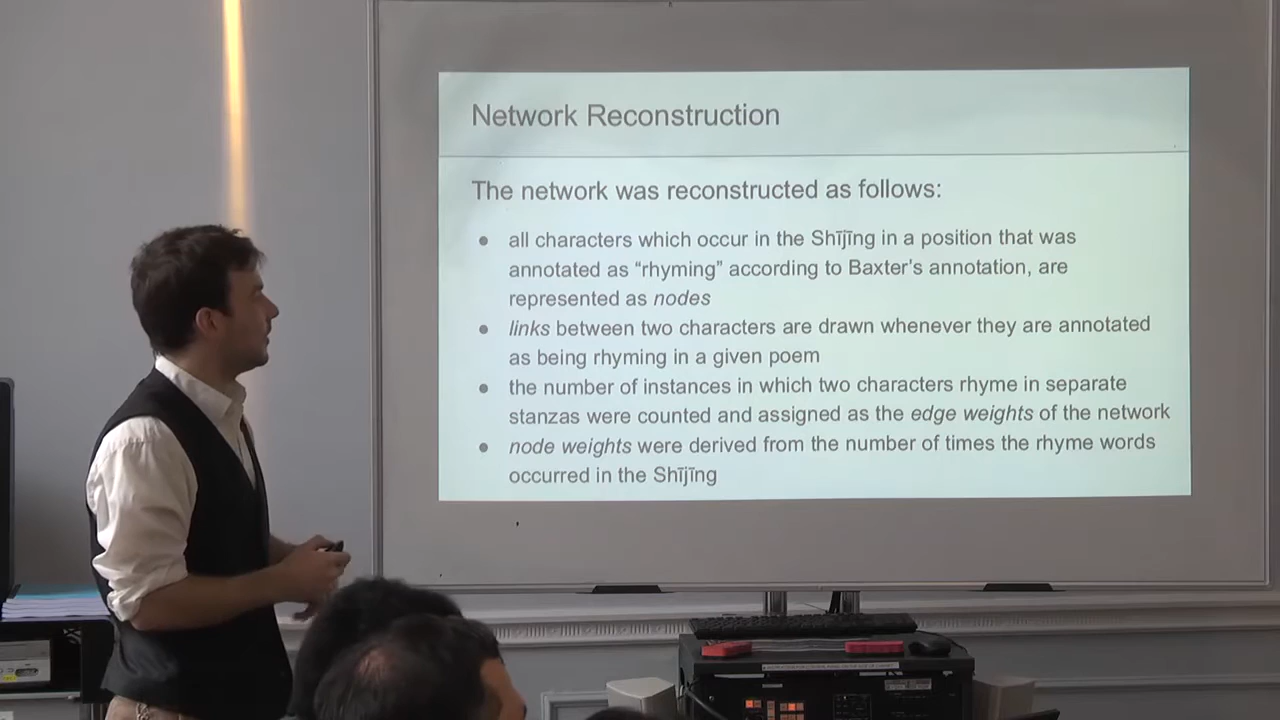 Network Reconstruction
The network was reconstructed as follows:
● all characters which occur in the Shījīng in a position that was
annotated as “rhyming” according to Baxter's annotation, are
represented as nodes
● links between two characters are drawn whenever they are annotated
as being rhyming in a given poem
● the number of instances in which two characters rhyme in separate
stanzas were counted and assigned as the edge weights of the network
● node weights were derived from the number of times the rhyme words
occurred in the Shījīng